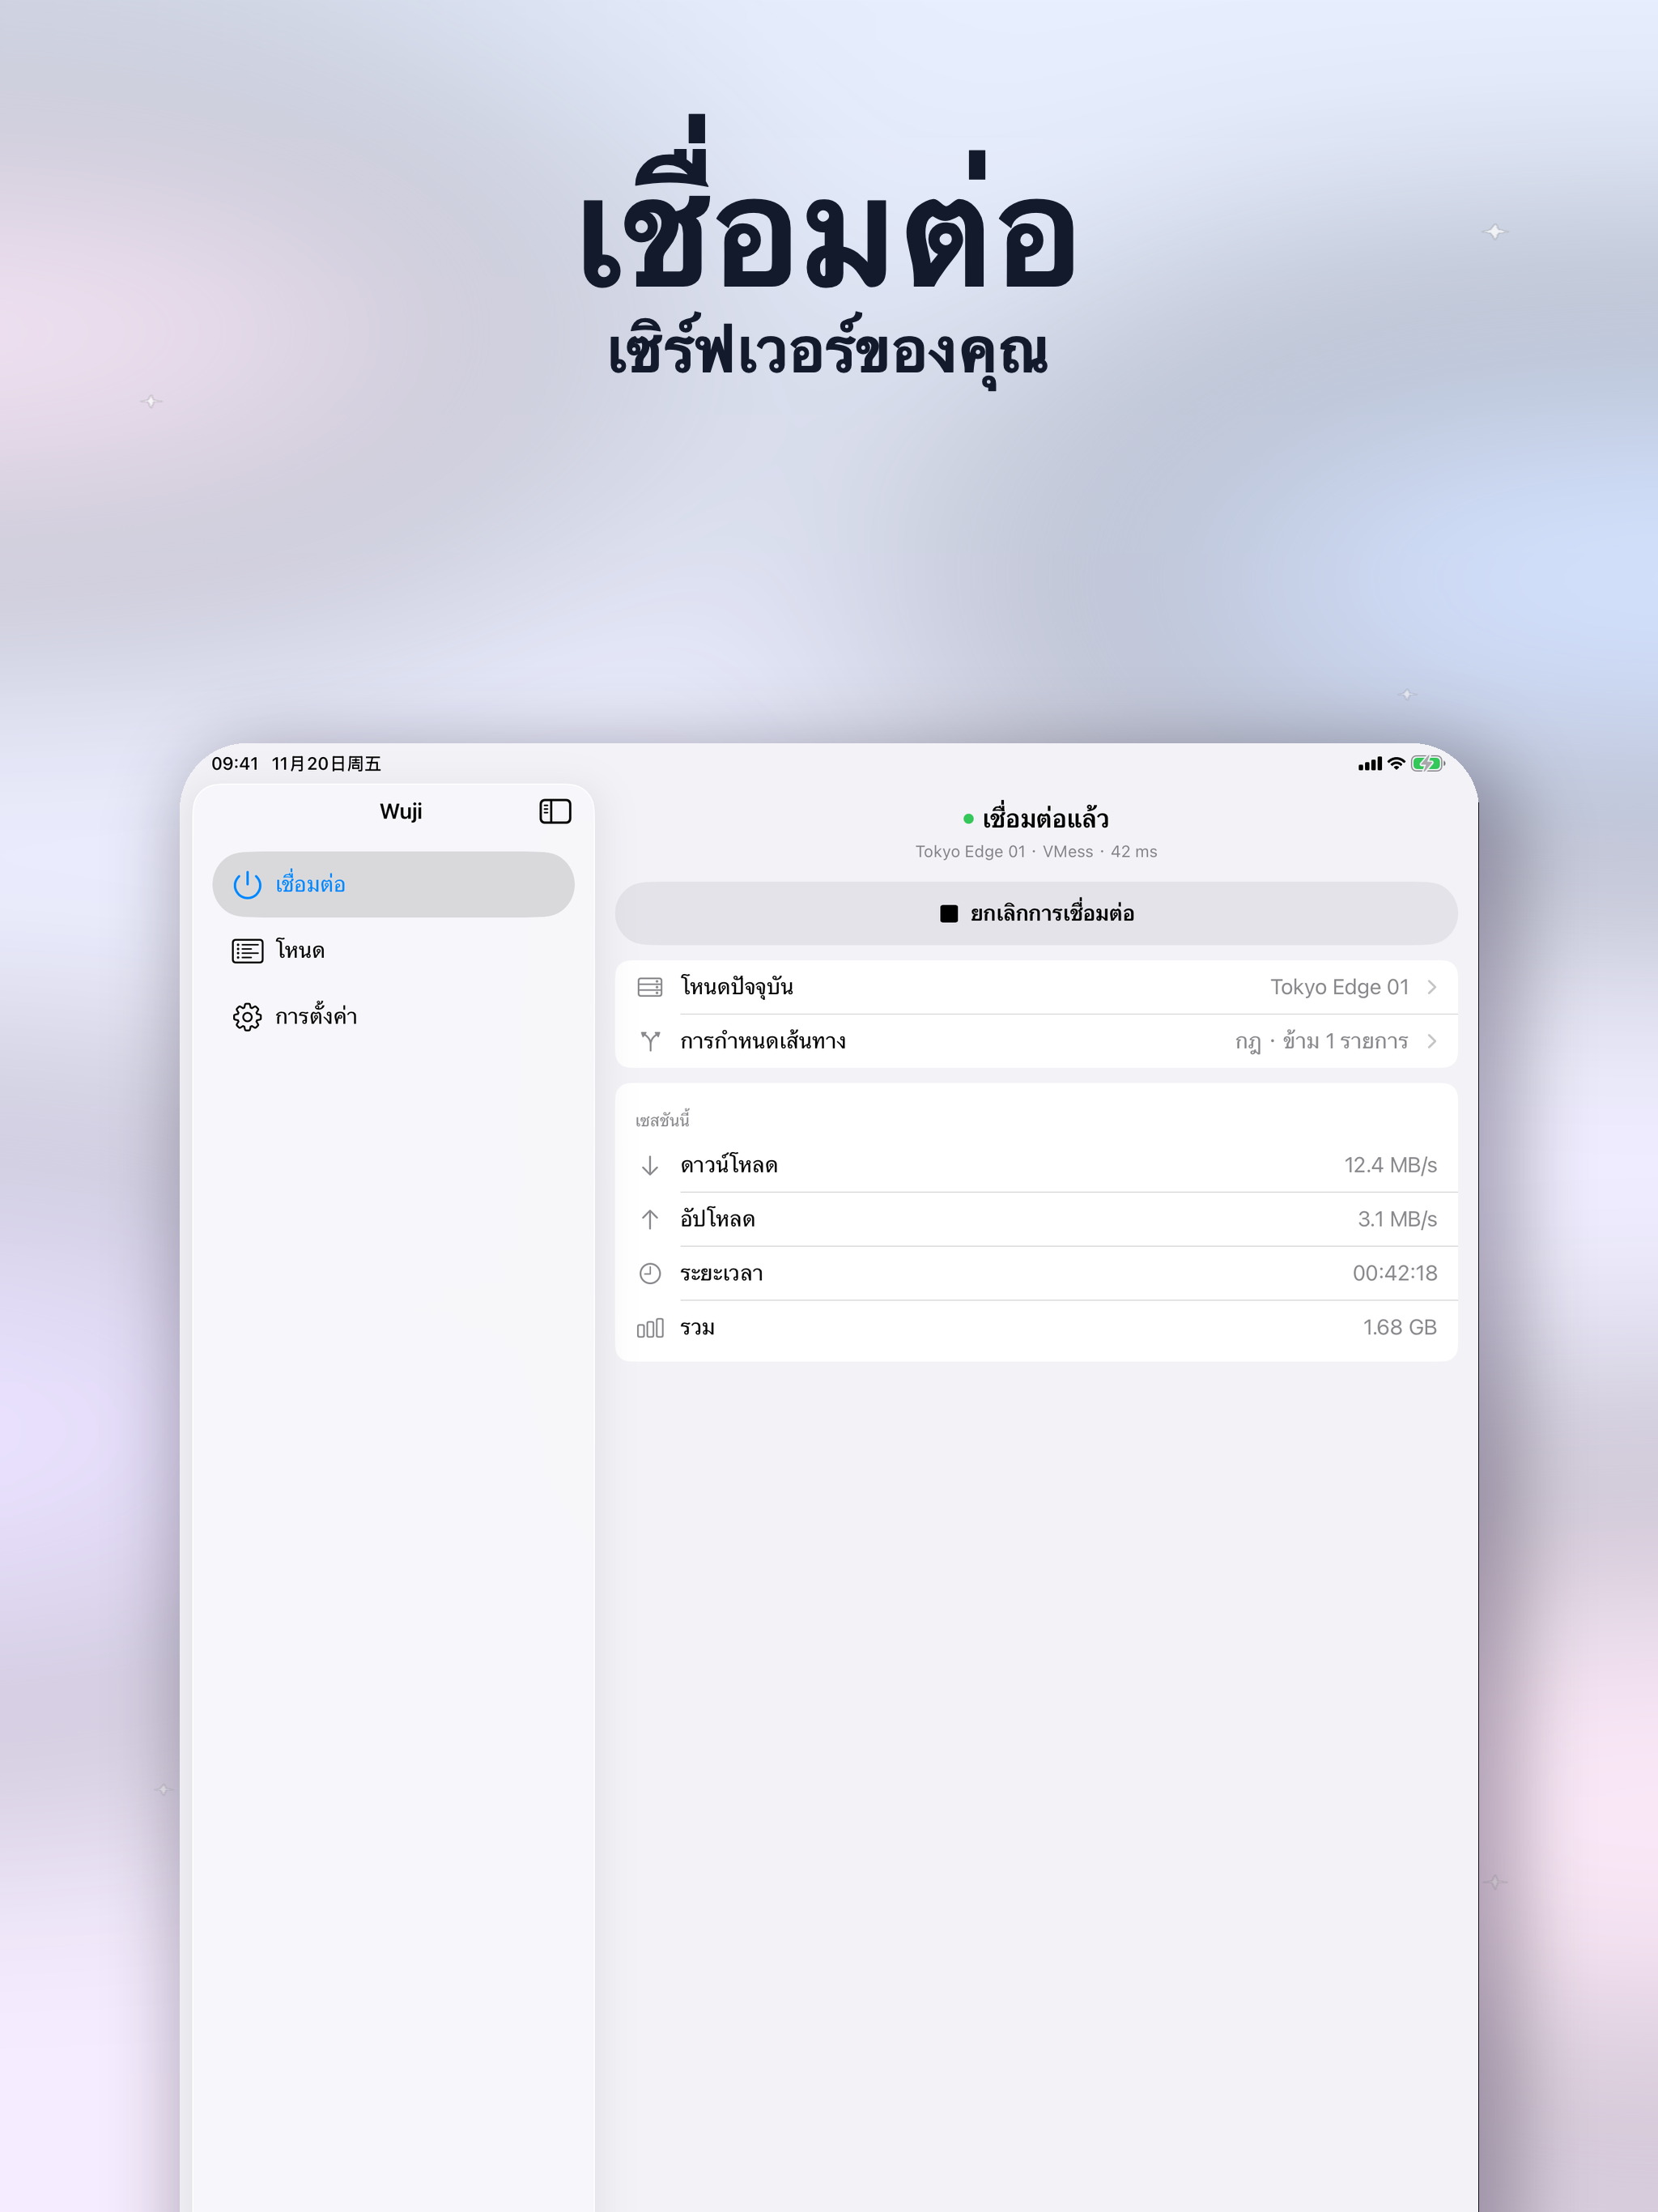 เชื่อมต่อ
เซิร์ฟเวอร์ของคุณ
09:41 11月20日周五
Wuji
เชื่อมต่อ
โหนด
การตั้งค่า
เชื่อมต่อแล้ว
Tokyo Edge 01 · VMess · 42 ms
ยกเลิกการเชื่อมต่อ
โหนดปัจจุบัน Tokyo Edge 01
การกำหนดเส้นทาง กฎ · ข้าม 1 รายการ
เซสชันนี้
ดาวน์โหลด 12.4 MB/s
อัปโหลด 3.1 MB/s
ระยะเวลา 00:42:18
รวม 1.68 GB